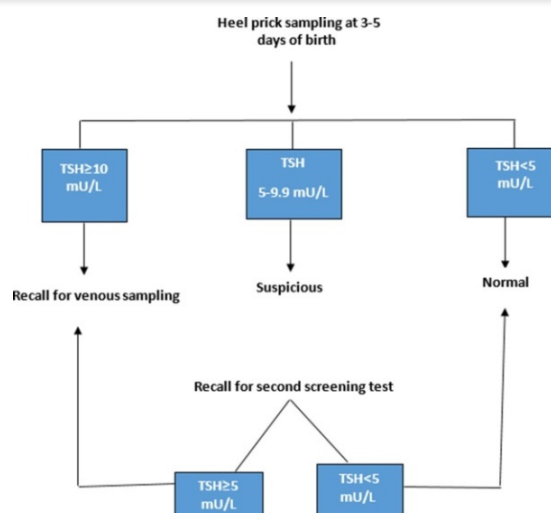 Heel prick sampling at 3-5
days of birth
TSH≥10
mU/L
TSH
5-9.9 mU/L
TSH<5
mU/L
Recall for venous sampling
Suspicious
Normal
Recall for second screening test
TSH≥5
mU/L
TSH<5
mU/L